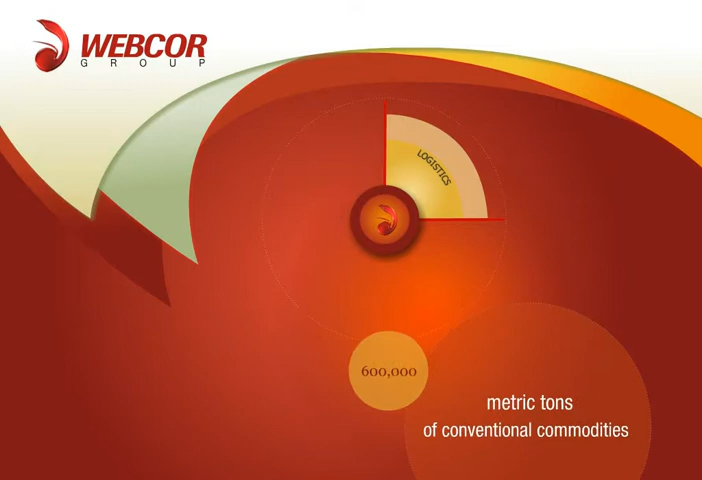 WEBCOR
GROUP
LOGISTICS
600,000
metric tons
of conventional commodities